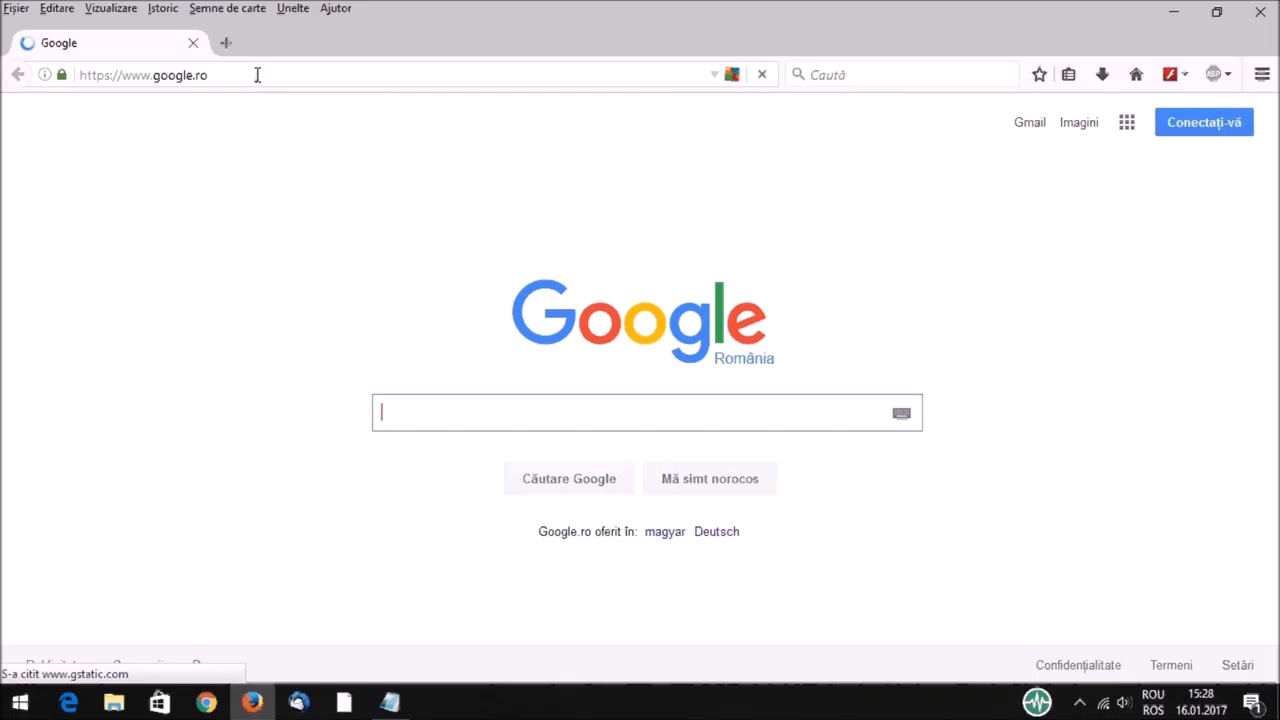 Fișier Editare Vizualizare Istoric Semne de carte Unelte Ajutor
Google
https://www.google.ro
Caută
ABP
Gmail Imagini Conectați-vă
Google
România
Căutare Google Mă simt norocos
Google.ro oferit în: magyar Deutsch
Confidențialitate Termeni Setări
S-a citit www.gstatic.com
ROU 15:28
ROS 16.01.2017 1